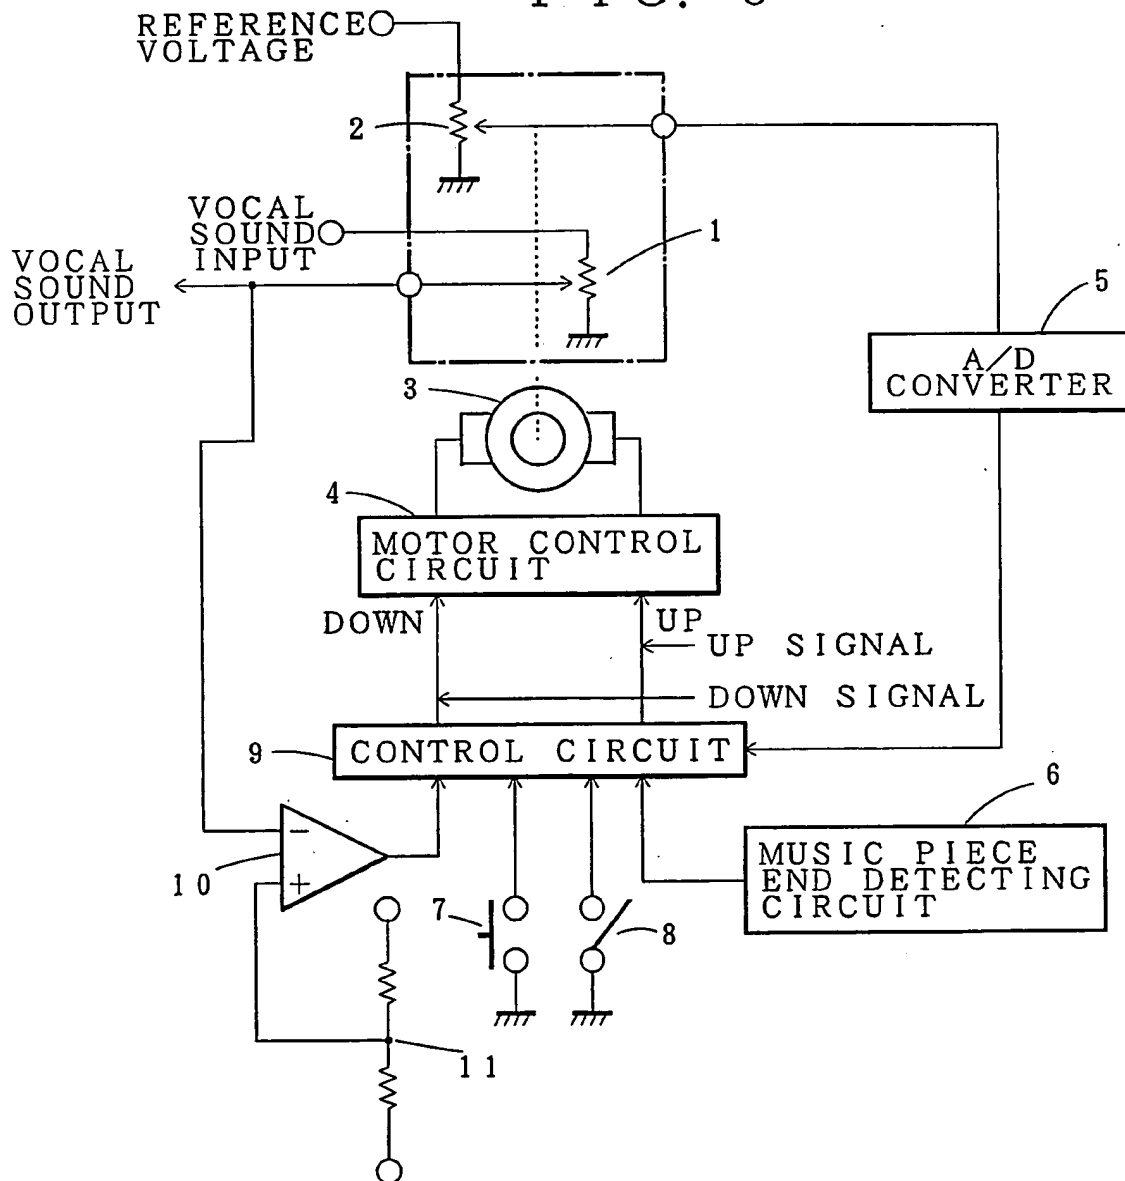 REFERENCE
VOLTAGE
2
VOCAL
SOUND
INPUT
1
VOCAL
SOUND
OUTPUT
5
A/D
CONVERTER
3
4
MOTOR CONTROL
CIRCUIT
DOWN
UP
UP SIGNAL
DOWN SIGNAL
9
CONTROL CIRCUIT
6
MUSIC PIECE
END DETECTING
CIRCUIT
−
10
+
7
8
11